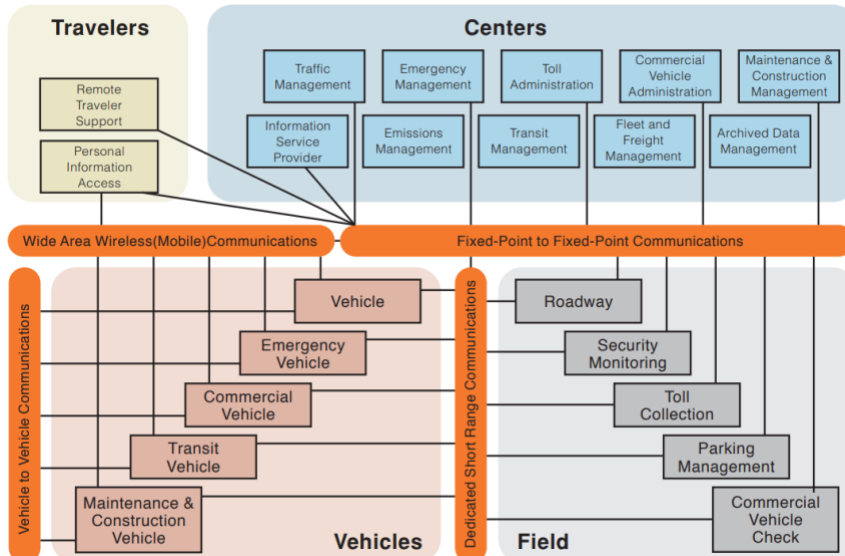 Travelers
Centers
Remote
Traveler
Support
Personal
Information
Access
Traffic
Management
Emergency
Management
Toll
Administration
Commercial
Vehicle
Administration
Maintenance &
Construction
Management
Information
Service
Provider
Emissions
Management
Transit
Management
Fleet and
Freight
Management
Archived Data
Management
Wide Area Wireless(Mobile)Communications
Fixed-Point to Fixed-Point Communications
Vehicle to Vehicle Communications
Vehicle
Emergency
Vehicle
Commercial
Vehicle
Transit
Vehicle
Maintenance &
Construction
Vehicle
Vehicles
Dedicated Short Range Communications
Roadway
Security
Monitoring
Toll
Collection
Parking
Management
Commercial
Vehicle
Check
Field